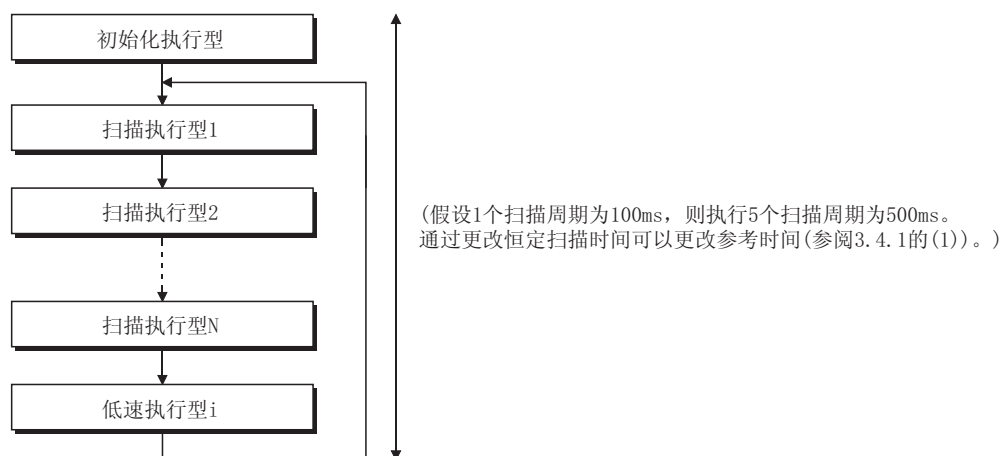 初始化执行型
扫描执行型1
扫描执行型2
(假设1个扫描周期为100ms，则执行5个扫描周期为500ms。
通过更改恒定扫描时间可以更改参考时间(参阅3.4.1的(1))。)
扫描执行型N
低速执行型i